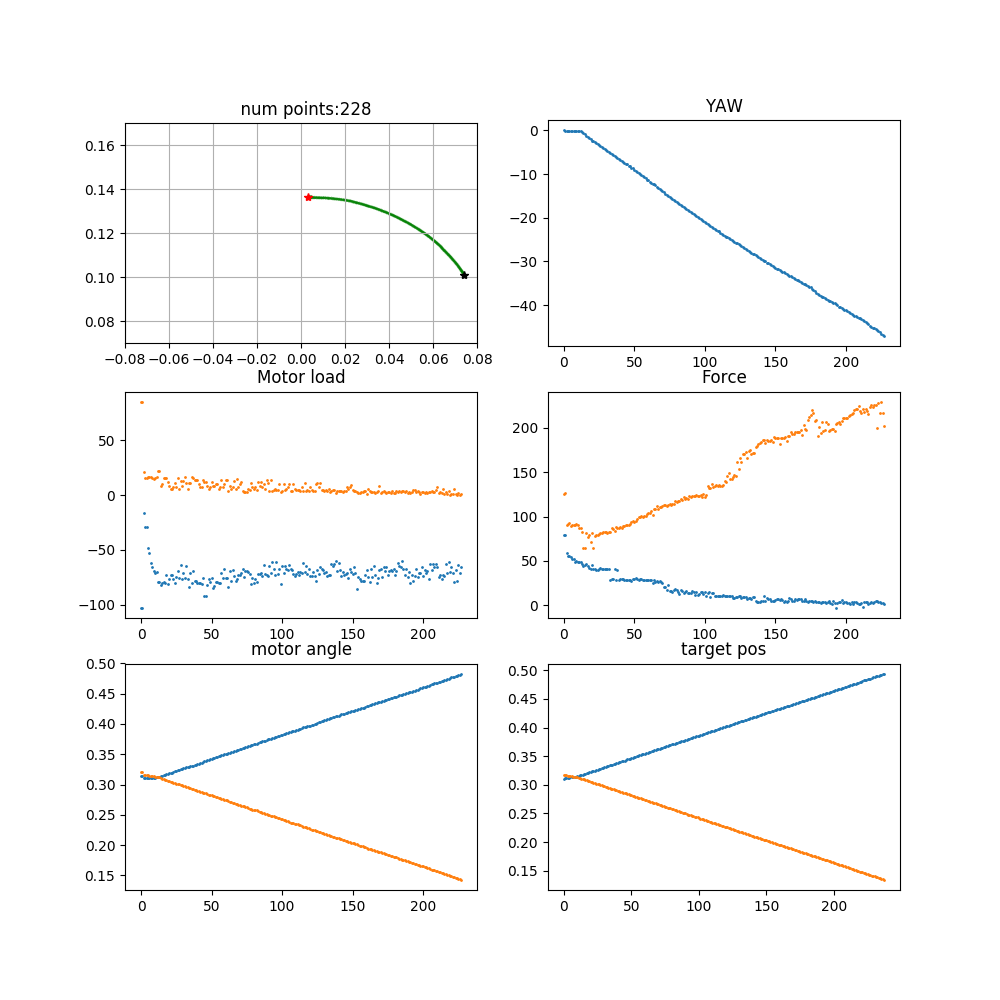 num points:228
YAW
0.16
0.14
0.12
0.10
0.08
−0.08 −0.06 −0.04 −0.02 0.00 0.02 0.04 0.06 0.08
0
−10
−20
−30
−40
0 50 100 150 200
Motor load
Force
50
0
−50
−100
0 50 100 150 200
200
150
100
50
0
0 50 100 150 200
motor angle
target pos
0.50
0.45
0.40
0.35
0.30
0.25
0.20
0.15
0 50 100 150 200
0.50
0.45
0.40
0.35
0.30
0.25
0.20
0.15
0 50 100 150 200